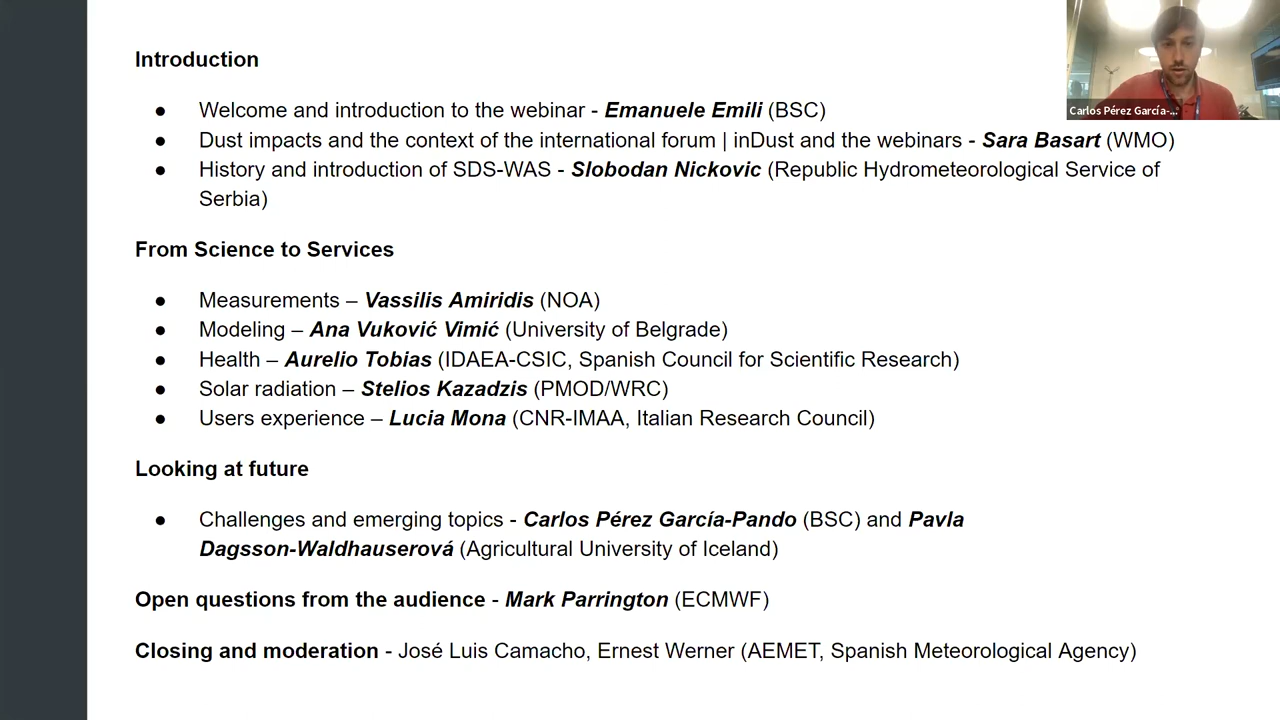 Introduction
● Welcome and introduction to the webinar - Emanuele Emili (BSC)
● Dust impacts and the context of the international forum | inDust and the webinars - Sara Basart (WMO)
● History and introduction of SDS-WAS - Slobodan Nickovic (Republic Hydrometeorological Service of
Serbia)
From Science to Services
● Measurements – Vassilis Amiridis (NOA)
● Modeling – Ana Vuković Vimić (University of Belgrade)
● Health – Aurelio Tobias (IDAEA-CSIC, Spanish Council for Scientific Research)
● Solar radiation – Stelios Kazadzis (PMOD/WRC)
● Users experience – Lucia Mona (CNR-IMAA, Italian Research Council)
Looking at future
● Challenges and emerging topics - Carlos Pérez García-Pando (BSC) and Pavla
Dagsson-Waldhauserová (Agricultural University of Iceland)
Open questions from the audience - Mark Parrington (ECMWF)
Closing and moderation - José Luis Camacho, Ernest Werner (AEMET, Spanish Meteorological Agency)
Carlos Pérez García-...